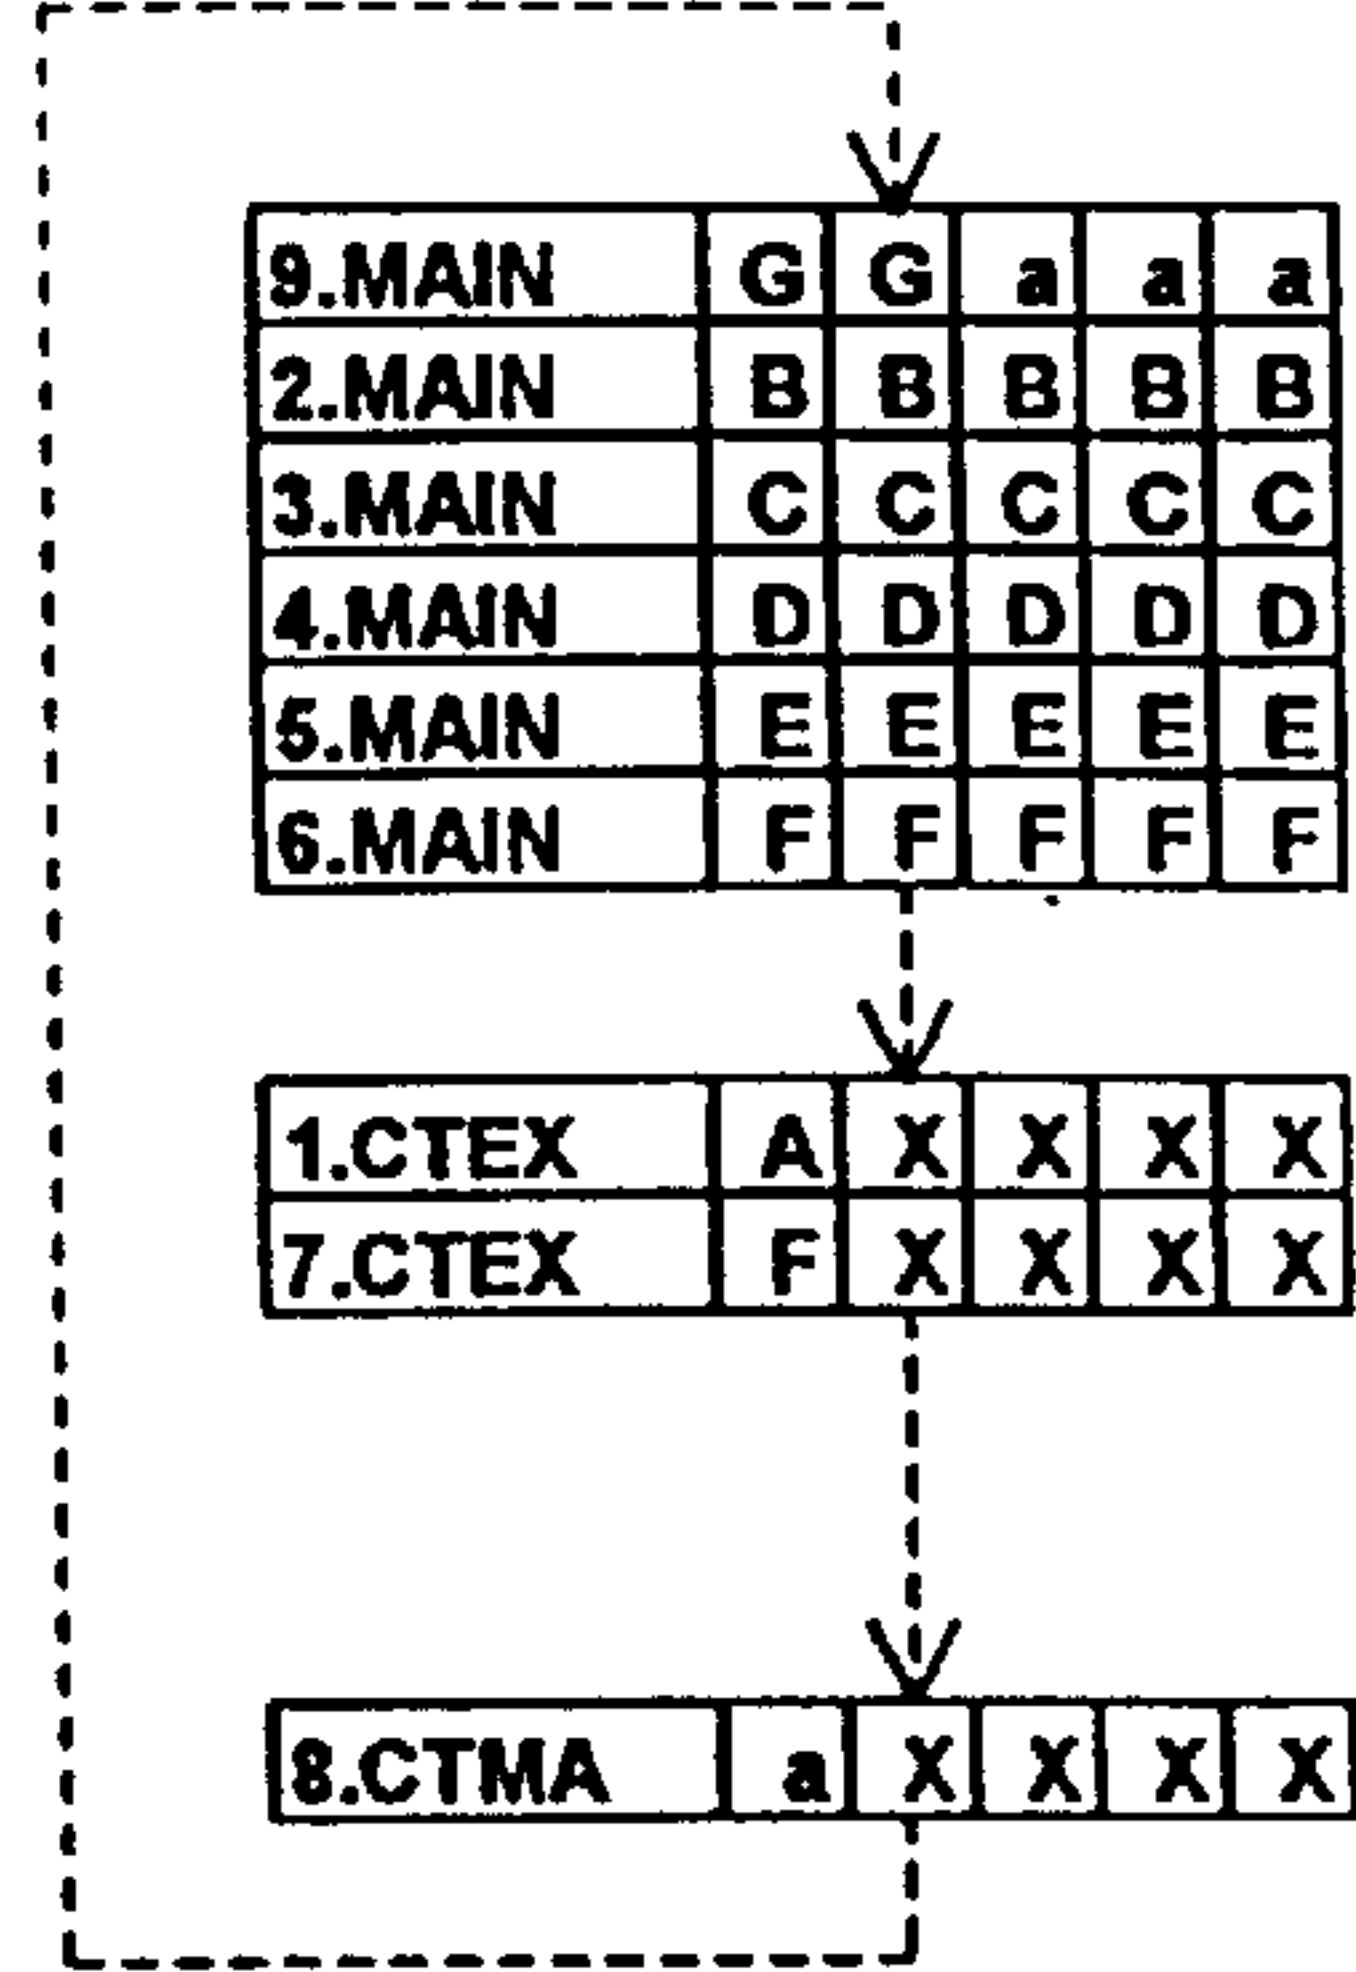 9.MAIN G G a a a
2.MAIN B B B B B
3.MAIN C C C C C
4.MAIN D D D D D
5.MAIN E E E E E
6.MAIN F F F F F
1.CTEX A X X X X
7.CTEX F X X X X
8.CTMA a X X X X